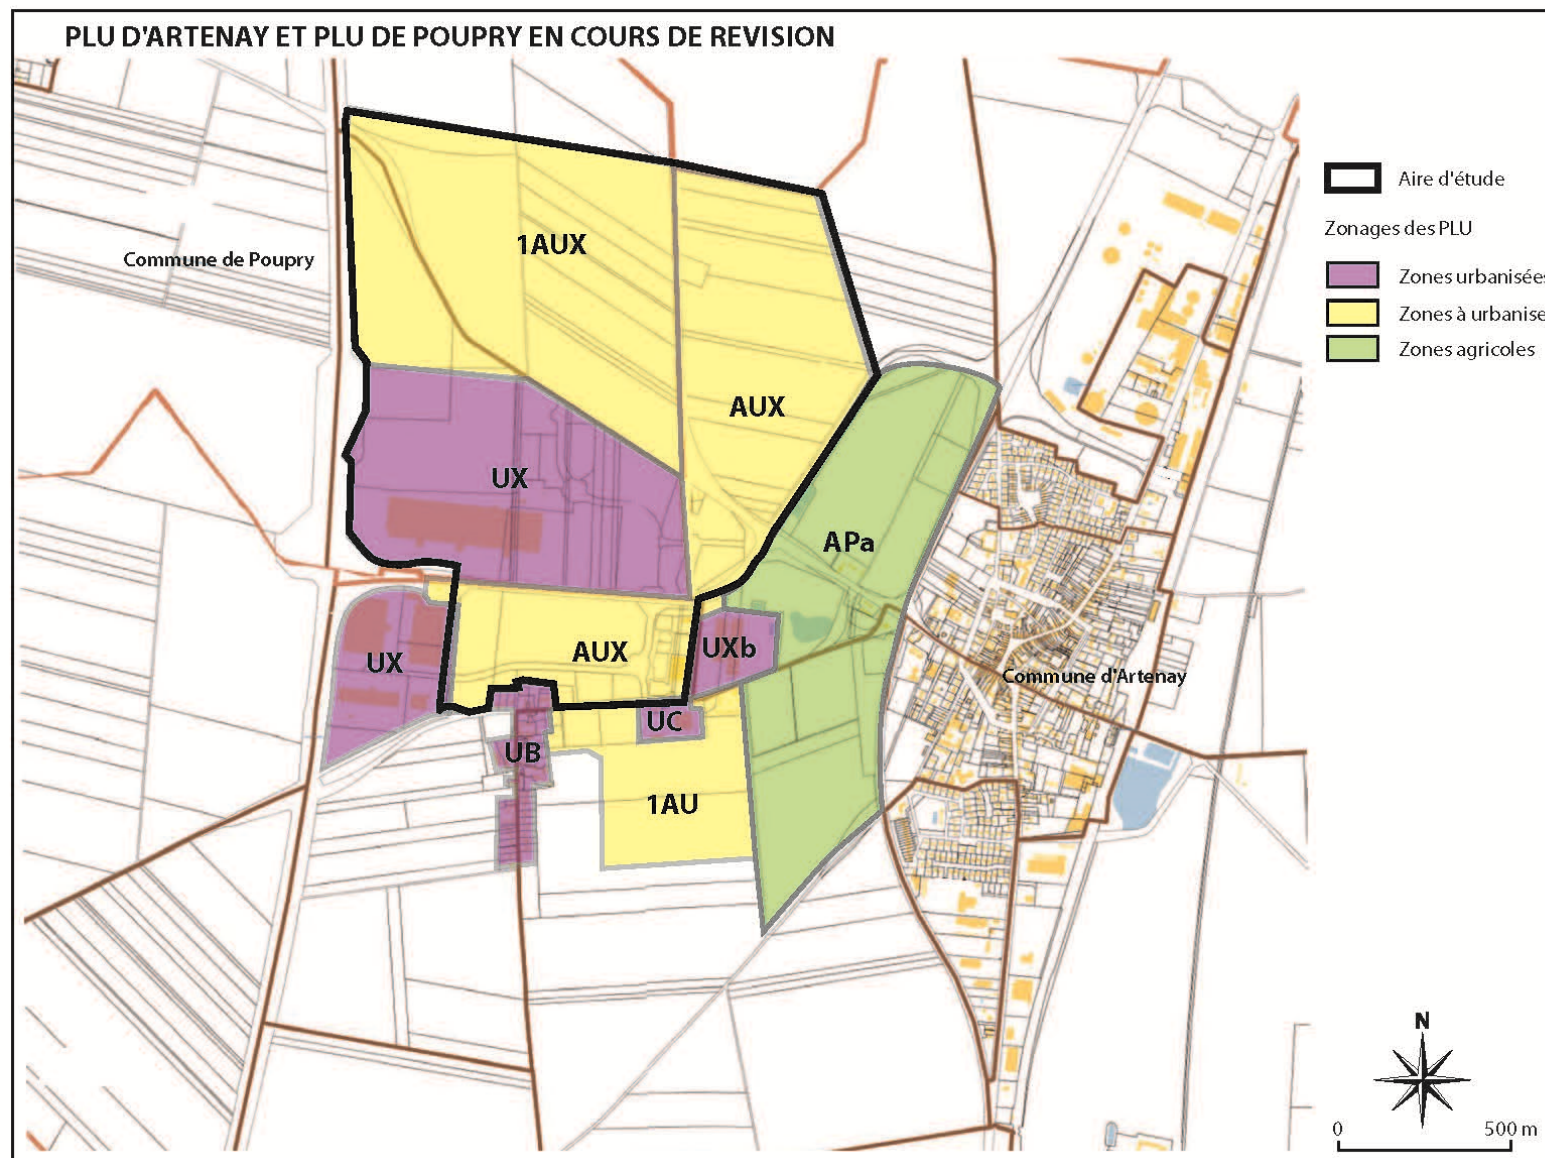 PLU D'ARTENAY ET PLU DE POUPRY EN COURS DE REVISION
Aire d'étude
Zonages des PLU
Zones urbanisées
Zones à urbanise
Zones agricoles
1AUX
Commune de Poupry
AUX
UX
APa
UXb
AUX
UX
Commune d'Artenay
UC
UB
1AU
N
0
500 m